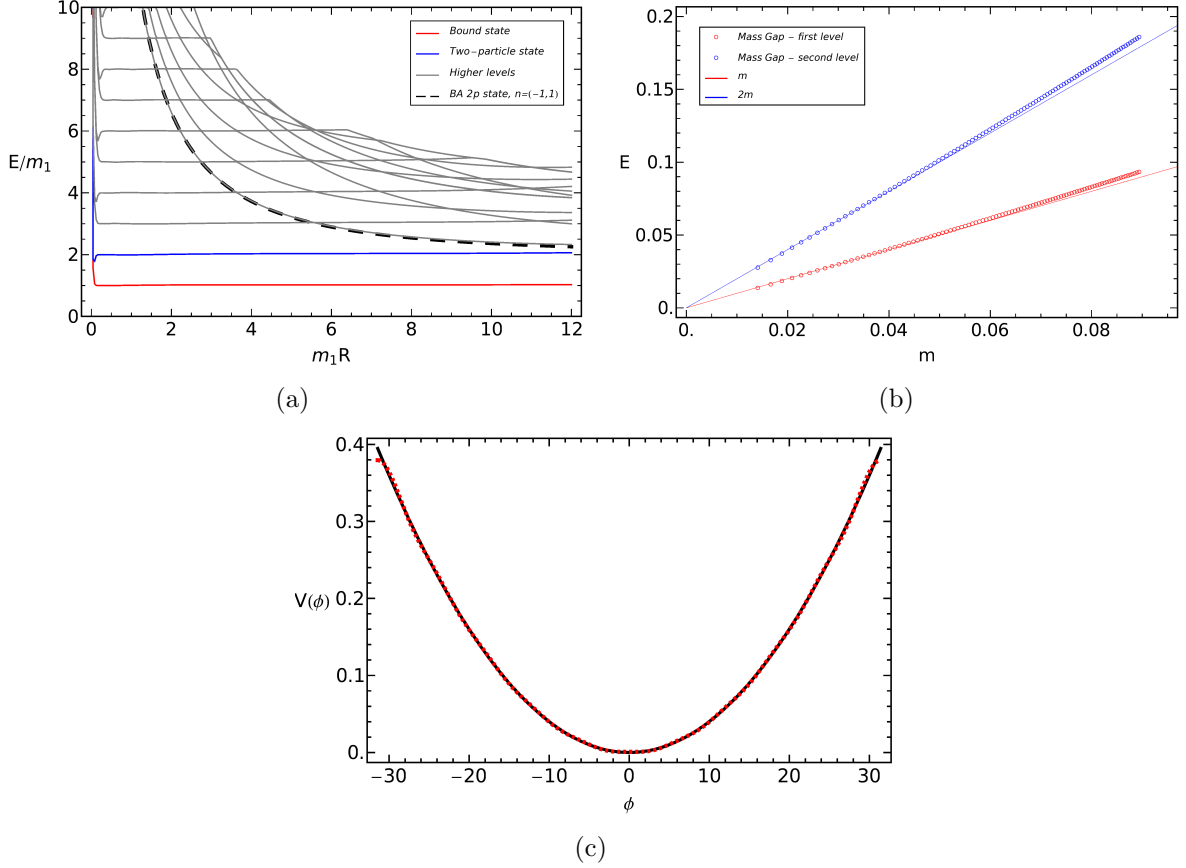 10
8
6
4
2
0
E/m₁
0 2 4 6 8 10 12
m₁R
Bound state
Two−particle state
Higher levels
BA 2p state, n=(−1,1)
(a)
0.2
0.15
0.1
0.05
0.
E
0. 0.02 0.04 0.06 0.08
m
Mass Gap − first level
Mass Gap − second level
m
2m
(b)
0.4
0.3
0.2
0.1
0.
V(ϕ)
−30 −20 −10 0 10 20 30
ϕ
(c)